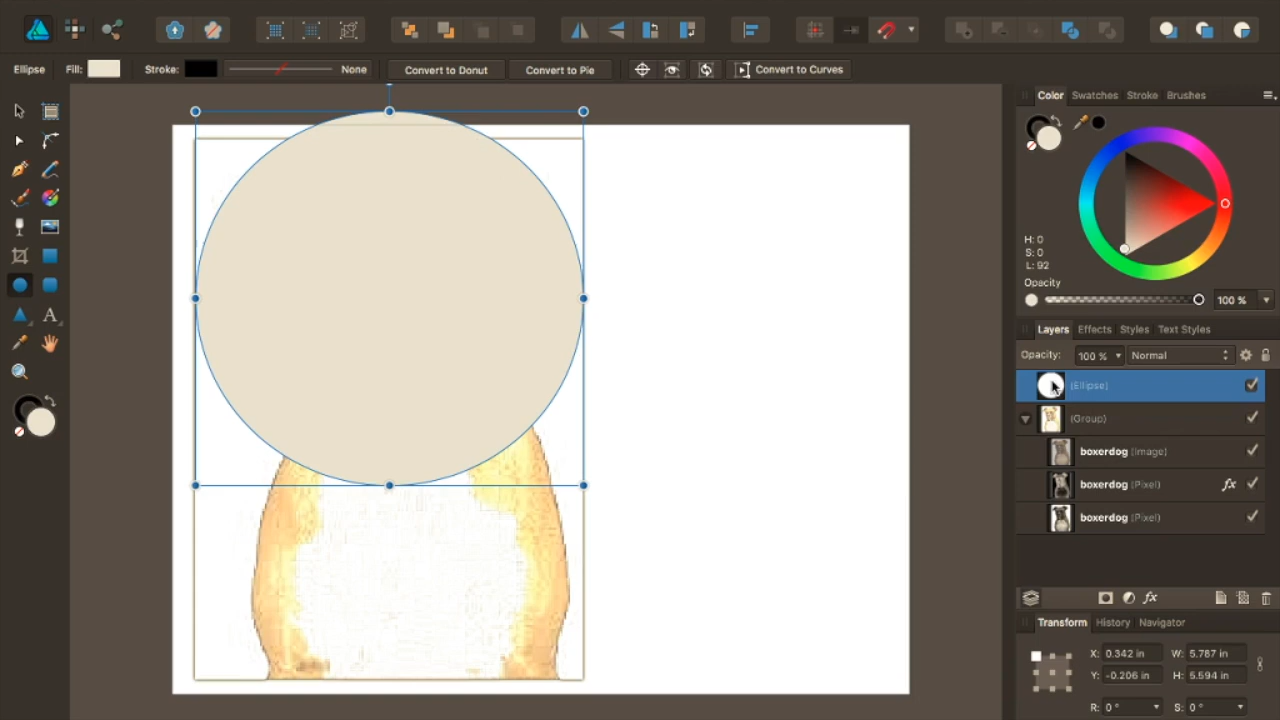 Ellipse Fill: Stroke: None Convert to Donut Convert to Pie Convert to Curves
Color Swatches Stroke Brushes
H: 0
S: 0
L: 92
Opacity
100 %
Layers Effects Styles Text Styles
Opacity: 100 % Normal
(Ellipse)
(Group)
boxerdog (Image)
boxerdog (Pixel) fx
boxerdog (Pixel)
fx
Transform History Navigator
X: 0.342 in W: 5.787 in
Y: -0.206 in H: 5.594 in
R: 0 ° S: 0 °
A